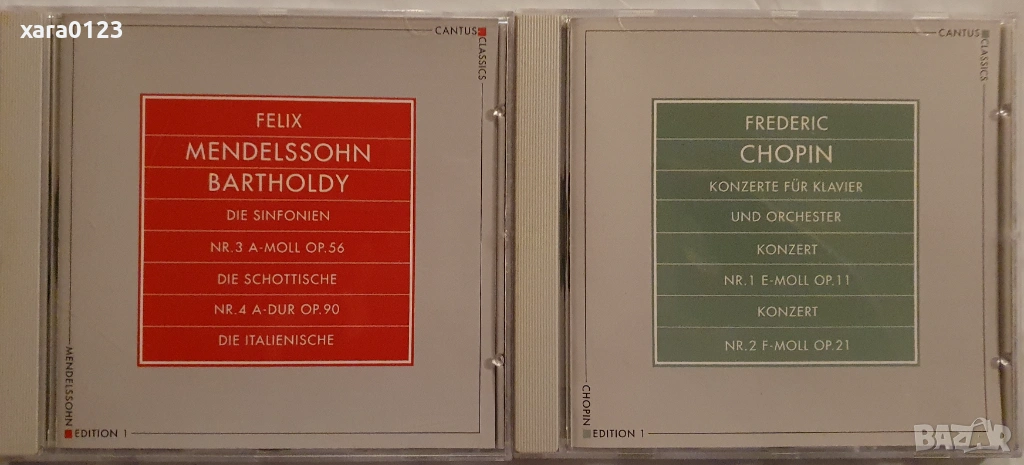 xara0123
CANTUS
CLASSICS
FELIX
MENDELSSOHN
BARTHOLDY
DIE SINFONIEN
NR.3 A-MOLL OP.56
DIE SCHOTTISCHE
NR.4 A-DUR OP.90
DIE ITALIENISCHE
MENDELSSOHN
EDITION 1
CANTUS
CLASSICS
FREDERIC
CHOPIN
KONZERTE FÜR KLAVIER
UND ORCHESTER
KONZERT
NR.1 E-MOLL OP.11
KONZERT
NR.2 F-MOLL OP.21
CHOPIN
EDITION 1
BAZAR